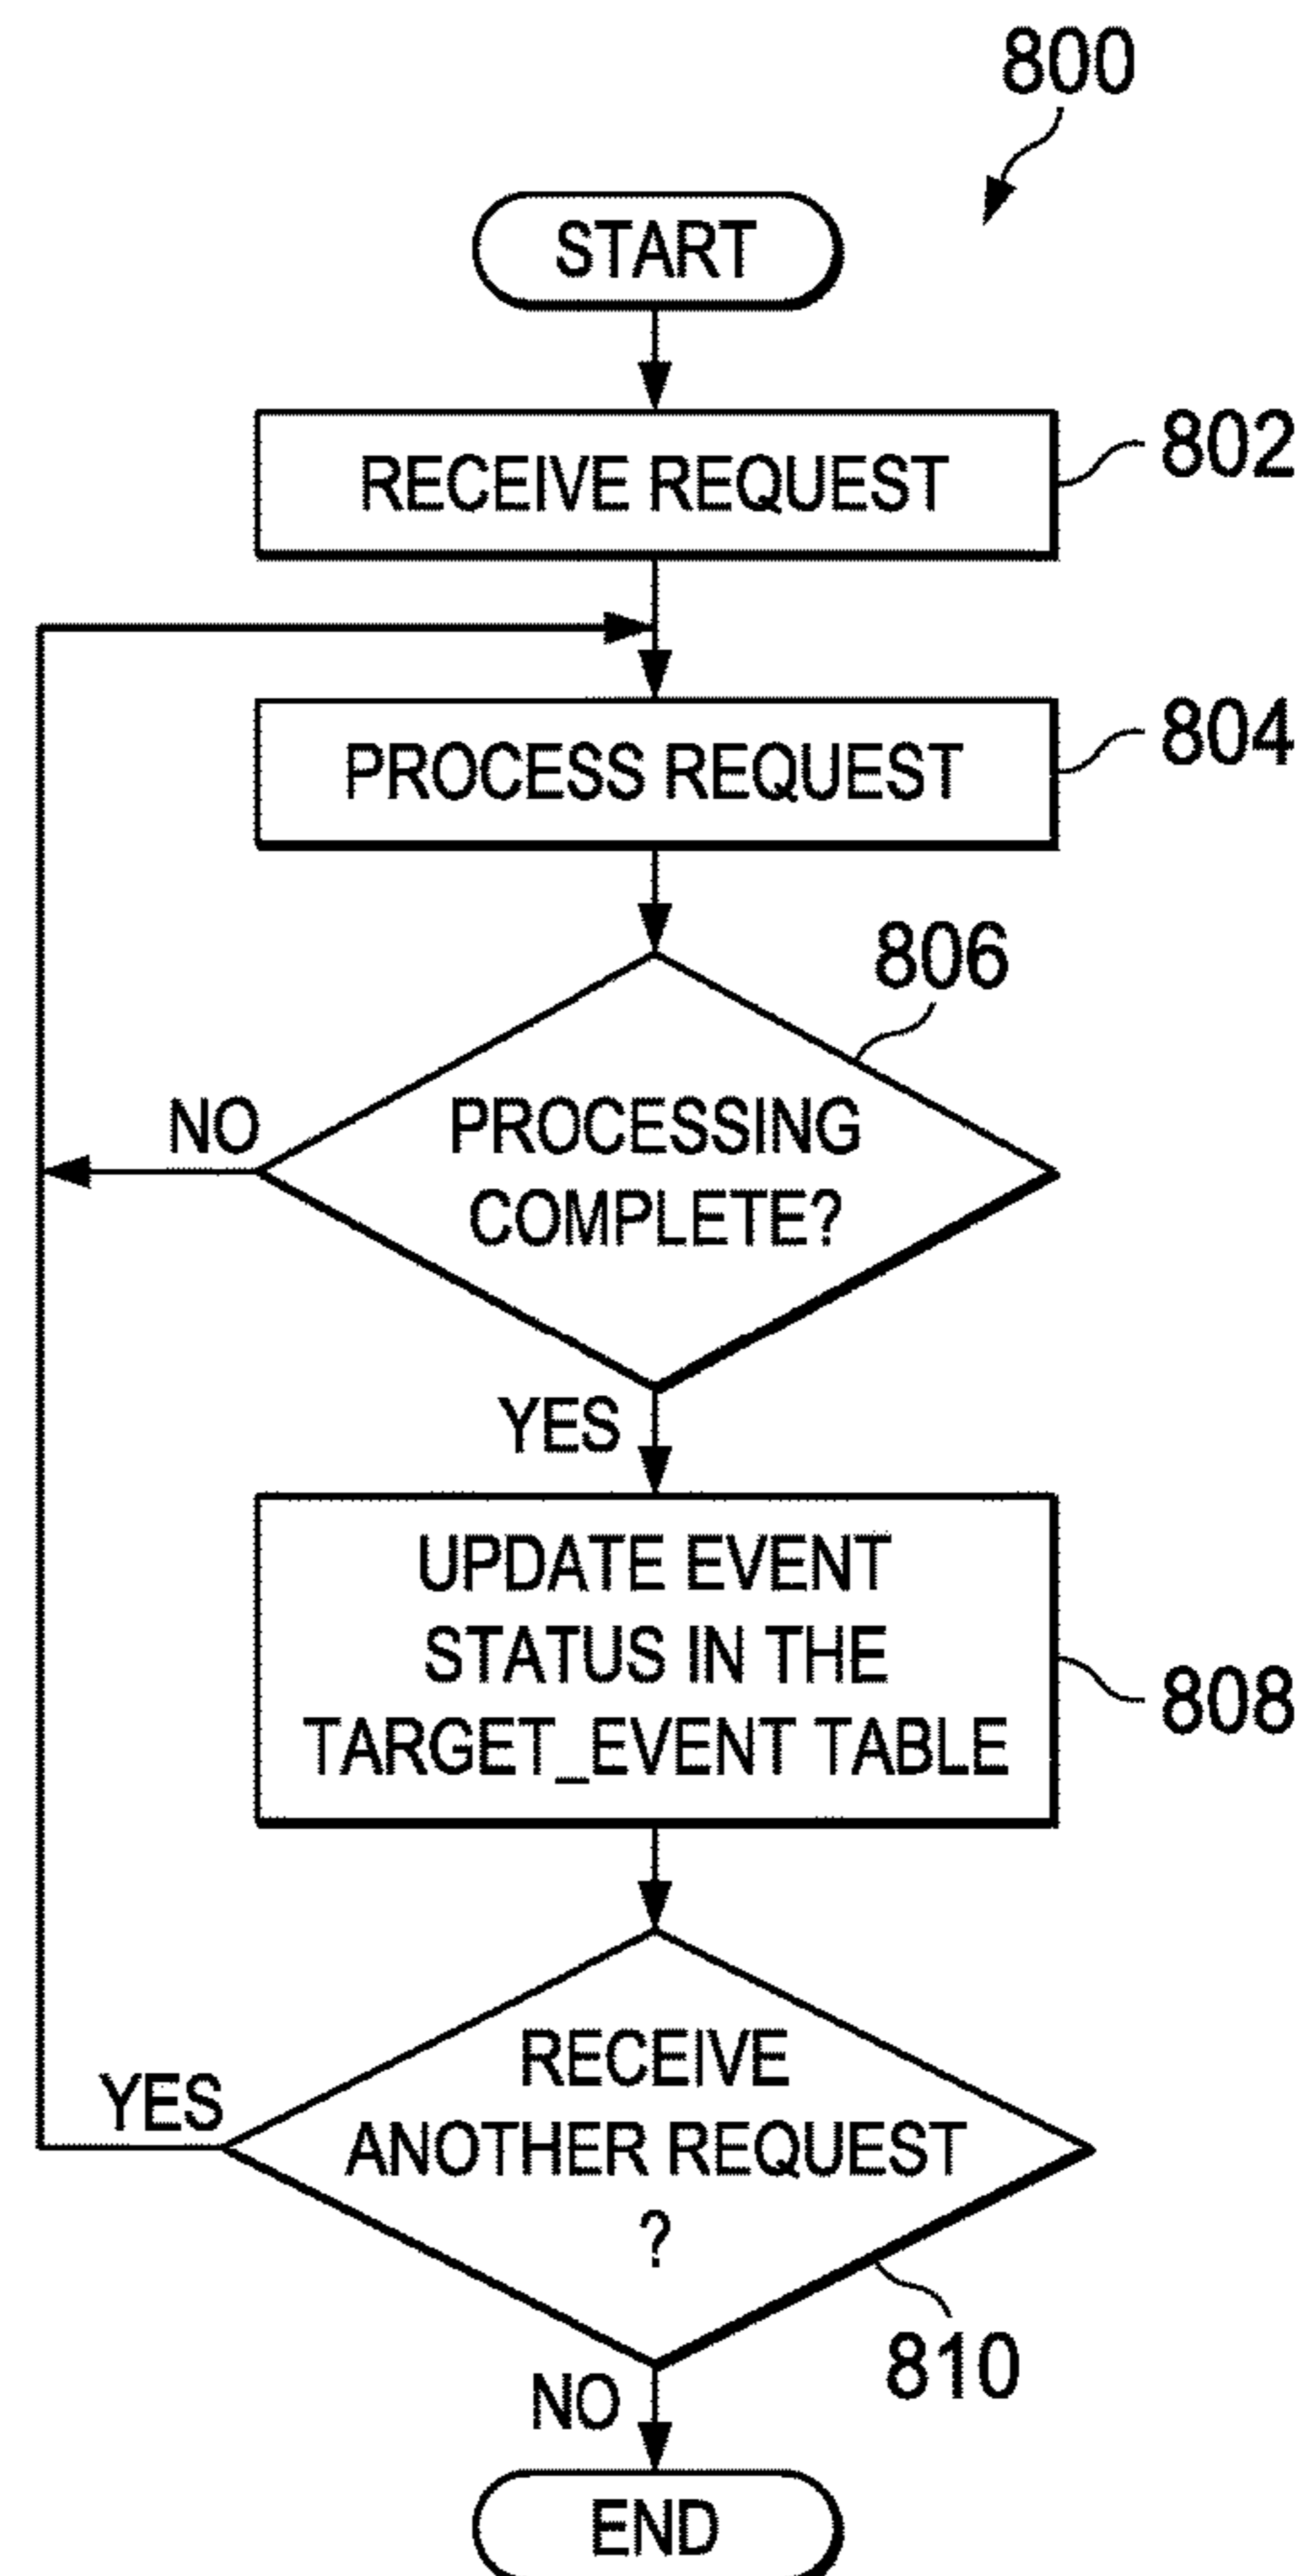 800
START
RECEIVE REQUEST
802
PROCESS REQUEST
804
806
NO
PROCESSING
COMPLETE?
YES
UPDATE EVENT
STATUS IN THE
TARGET_EVENT TABLE
808
YES
RECEIVE
ANOTHER REQUEST
?
810
NO
END